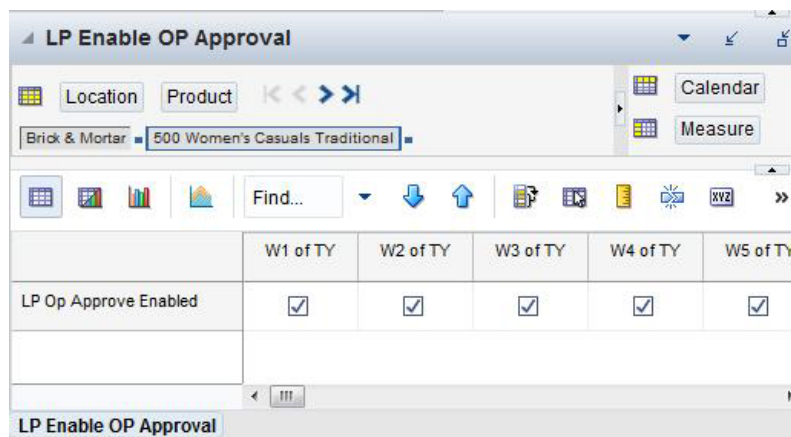 LP Enable OP Approval
Location Product
Calendar
Brick & Mortar 500 Women's Casuals Traditional
Measure
Find...
XYZ
W1 of TY W2 of TY W3 of TY W4 of TY W5 of TY
LP Op Approve Enabled
LP Enable OP Approval